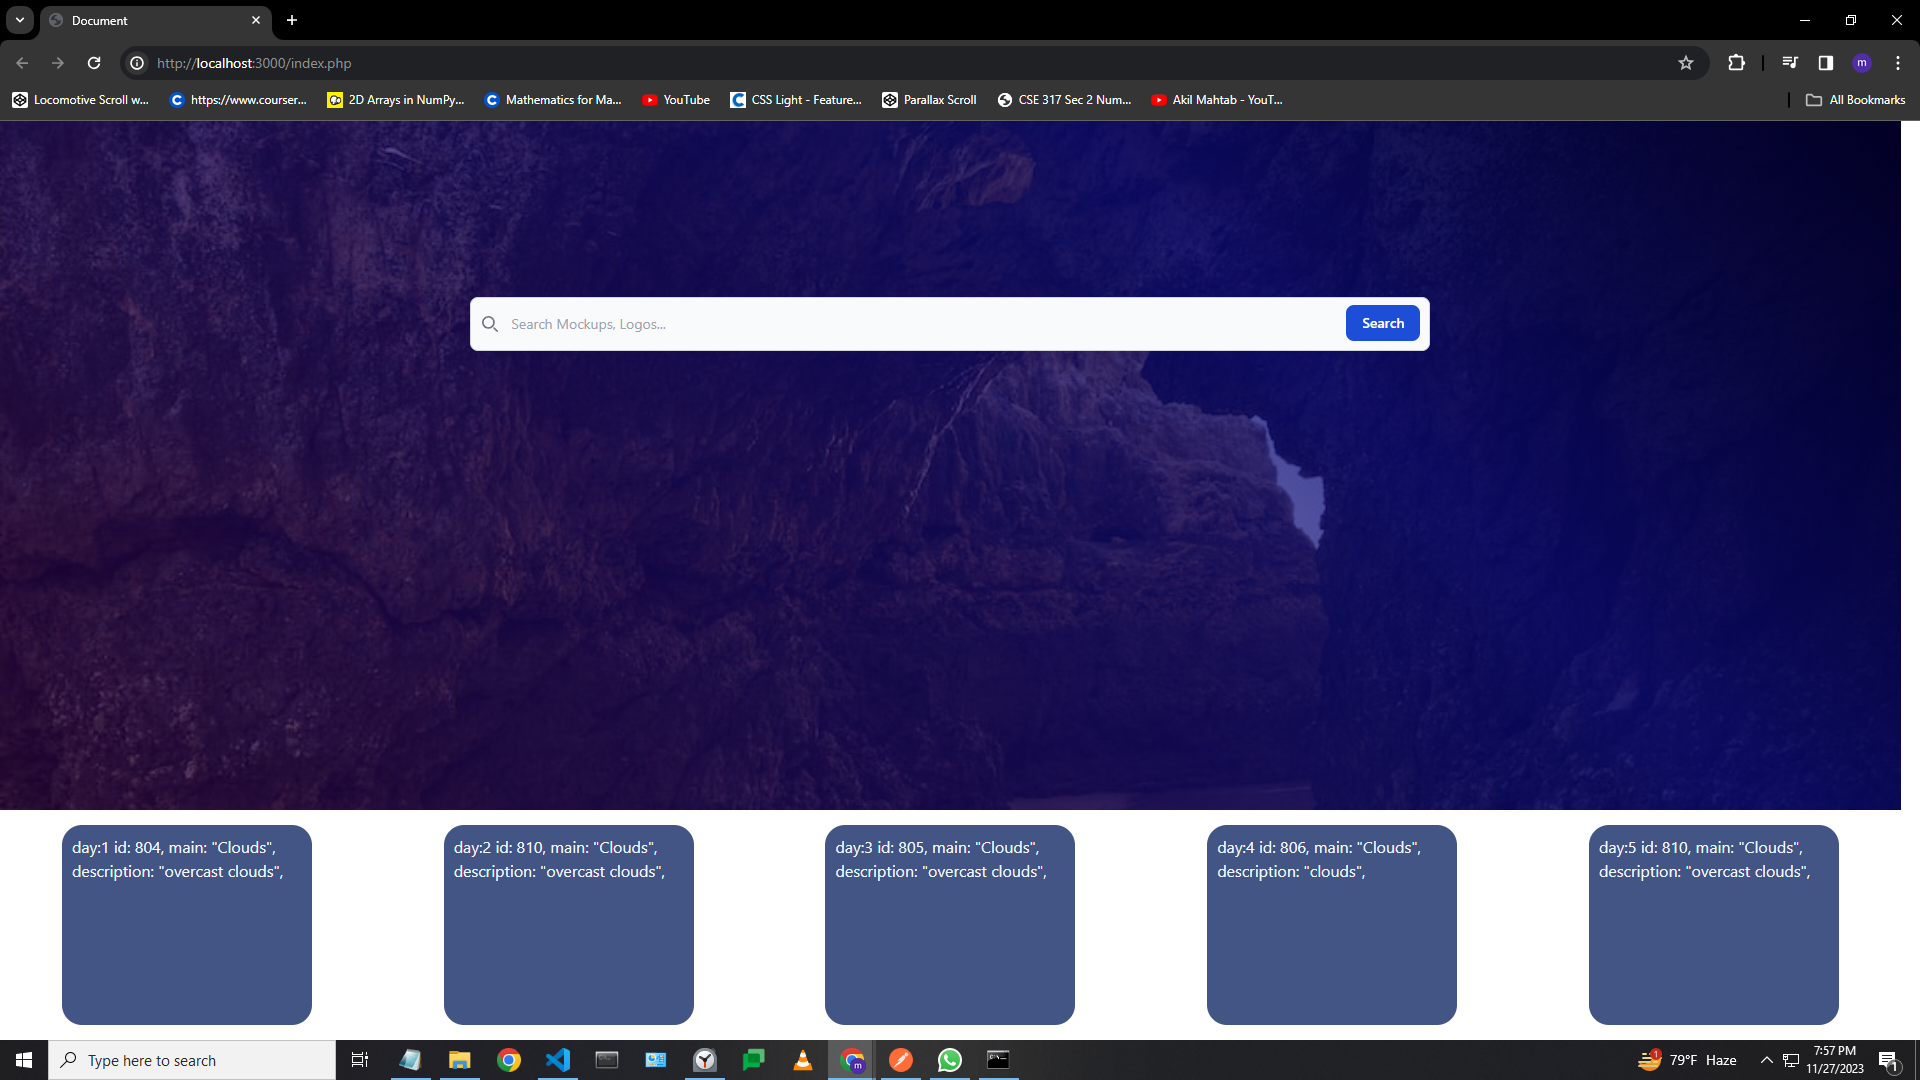 Document
http://localhost:3000/index.php
m
Locomotive Scroll w...
https://www.courser...
2D Arrays in NumPy...
Mathematics for Ma...
YouTube
CSS Light - Feature...
Parallax Scroll
CSE 317 Sec 2 Num...
Akil Mahtab - YouT...
All Bookmarks
Search Mockups, Logos...
Search
day:1 id: 804, main: "Clouds",
description: "overcast clouds",
day:2 id: 810, main: "Clouds",
description: "overcast clouds",
day:3 id: 805, main: "Clouds",
description: "overcast clouds",
day:4 id: 806, main: "Clouds",
description: "clouds",
day:5 id: 810, main: "Clouds",
description: "overcast clouds",
Type here to search
m
1
79°F Haze
7:57 PM
11/27/2023
1